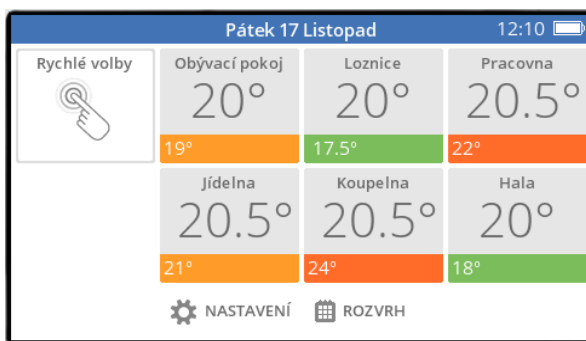 Pátek 17 Listopad 12:10
Rychlé volby Obývací pokoj Loznice Pracovna
20° 20° 20.5°
19° 17.5° 22°
Jídelna Koupelna Hala
20.5° 20.5° 20°
21° 24° 18°
NASTAVENÍ ROZVRH